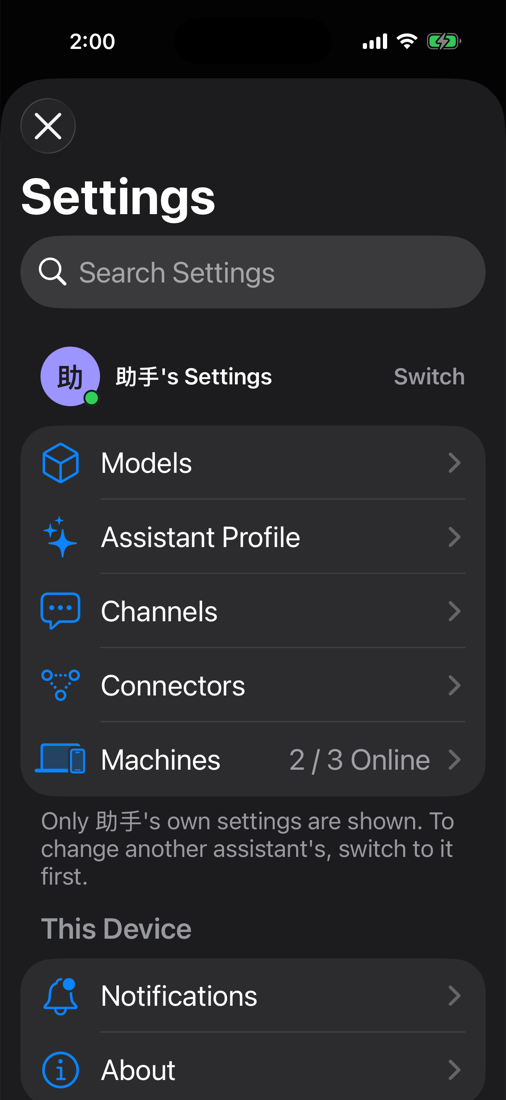 2:00
Settings
Search Settings
助
助手's Settings
Switch
Models
Assistant Profile
Channels
Connectors
Machines
2 / 3 Online
Only 助手's own settings are shown. To
change another assistant's, switch to it
first.
This Device
Notifications
About